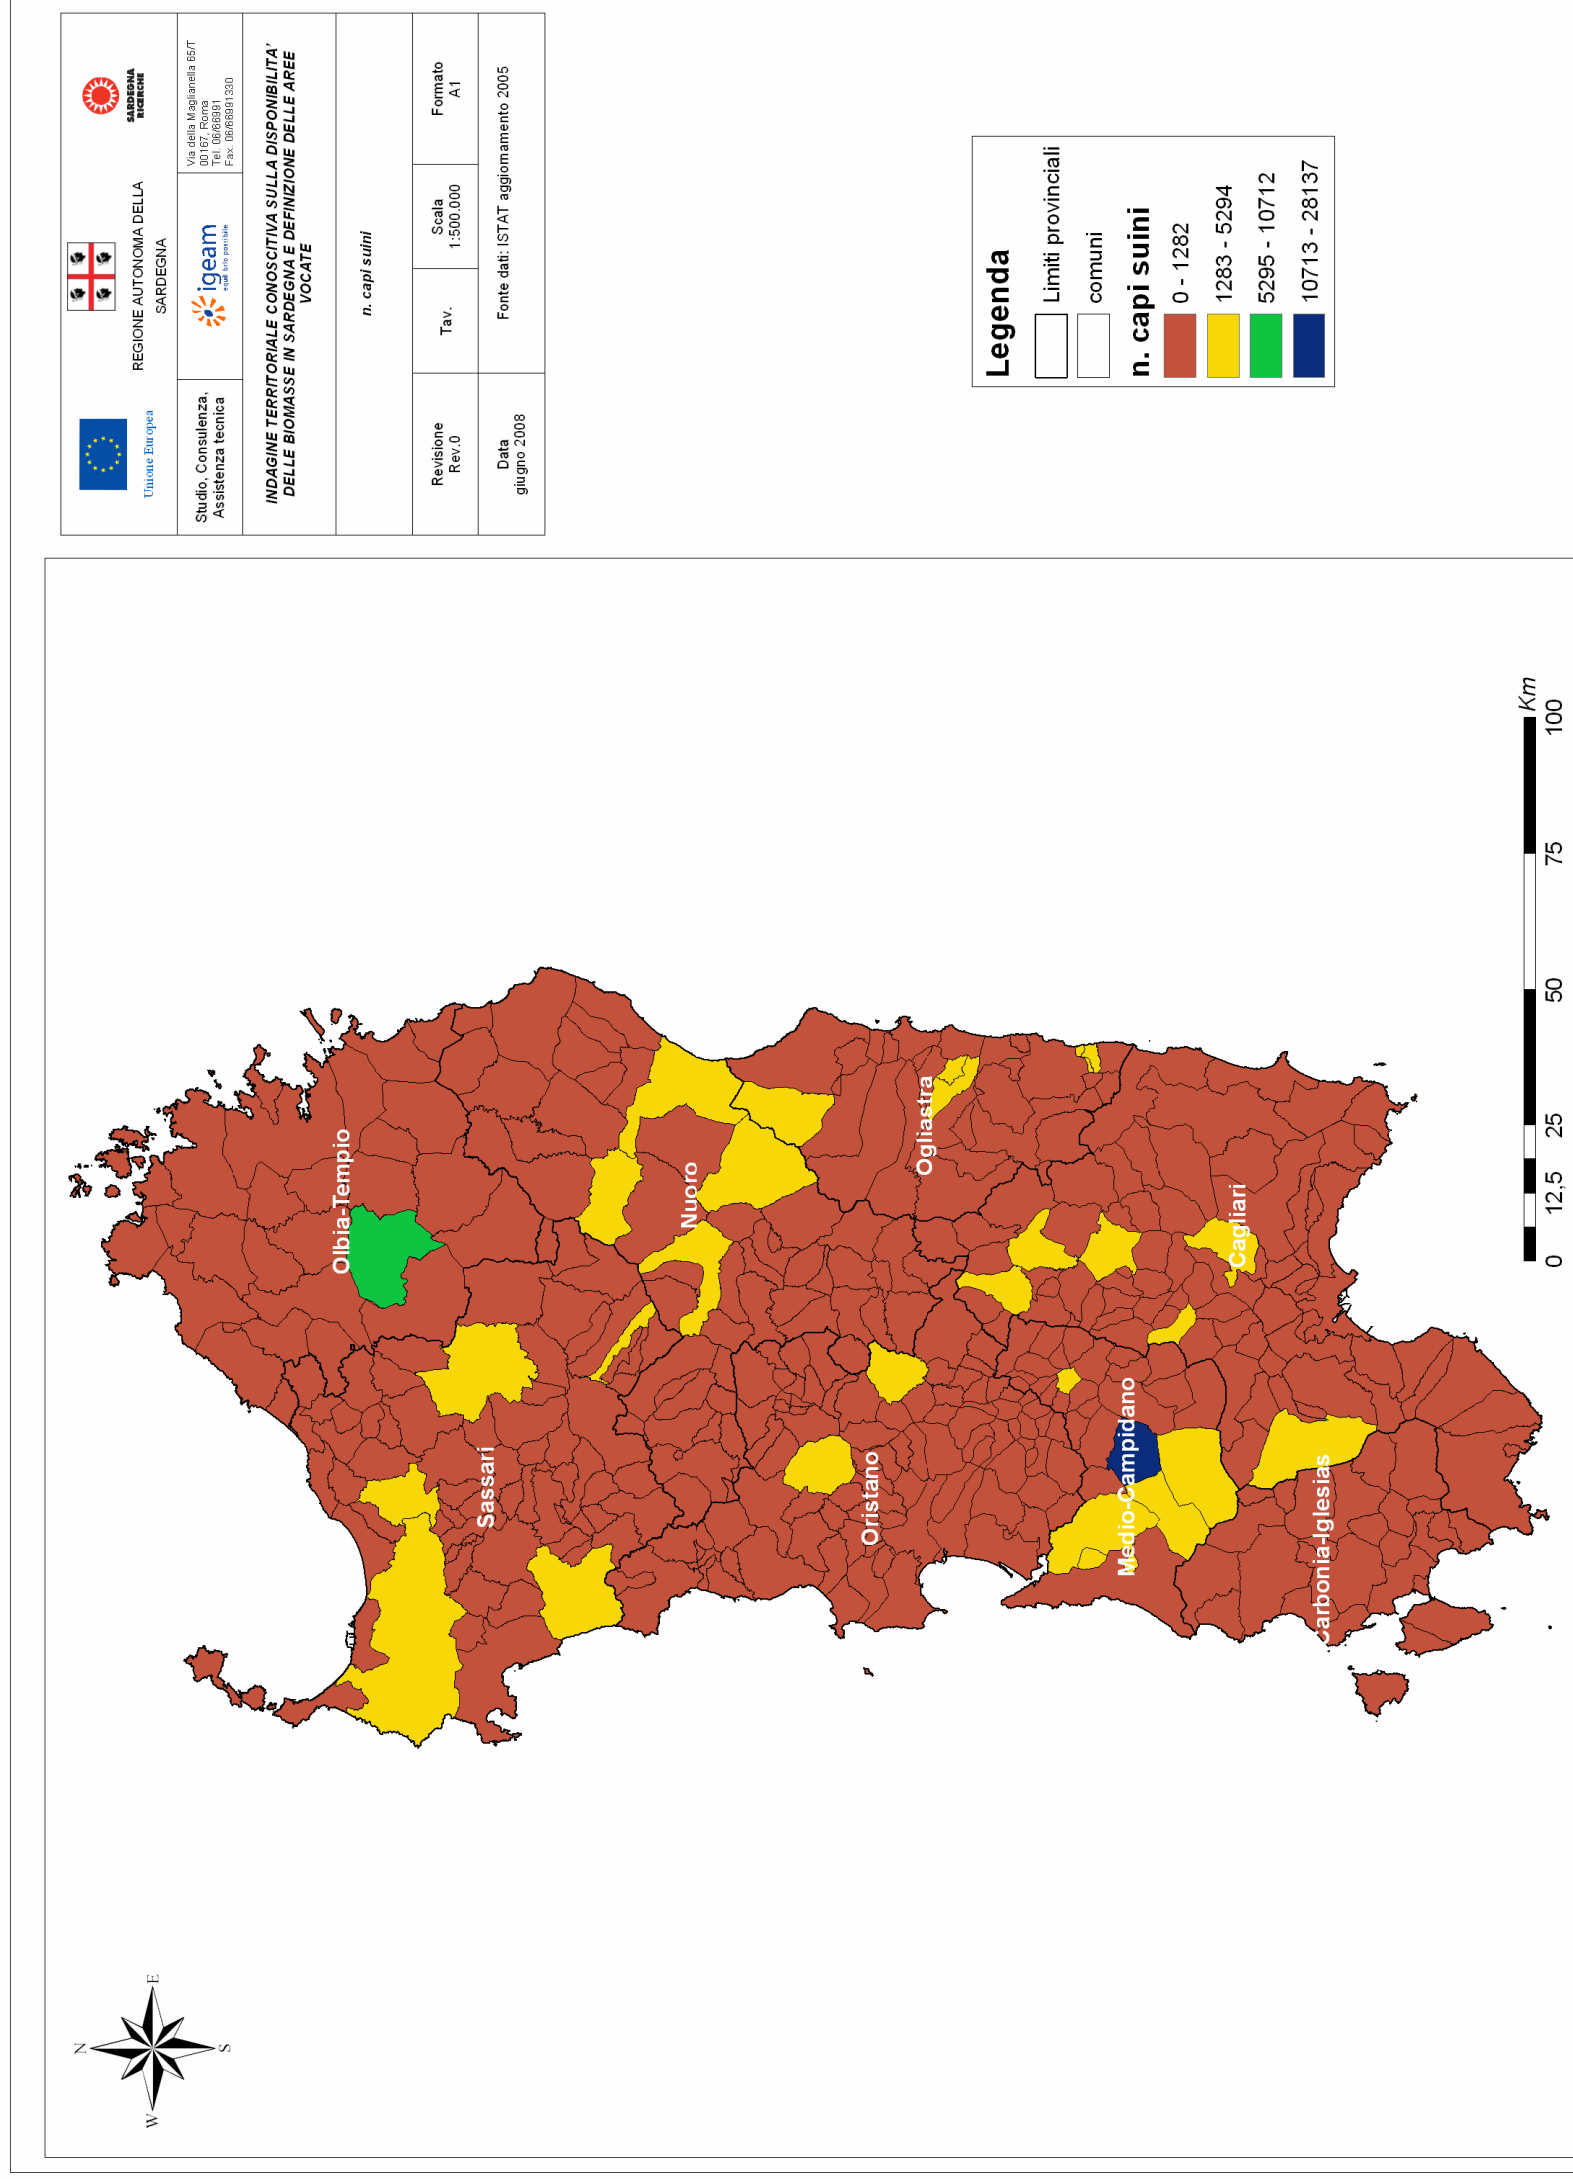 Unione Europea
REGIONE AUTONOMA DELLA
SARDEGNA
SARDEGNA
RICERCHE
Studio, Consulenza,
Assistenza tecnica
igeam
equilibrio possibile
Via della Maglianella 65/T
00167, Roma
Tel. 06/66991
Fax. 06/66991330
INDAGINE TERRITORIALE CONOSCITIVA SULLA DISPONIBILITA'
DELLE BIOMASSE IN SARDEGNA E DEFINIZIONE DELLE AREE
VOCATE
n. capi suini
Revisione
Rev.0
Tav.
Scala
1:500.000
Formato
A1
Data
giugno 2008
Fonte dati: ISTAT aggiornamento 2005
Legenda
Limiti provinciali
comuni
n. capi suini
0 - 1282
1283 - 5294
5295 - 10712
10713 - 28137
N
W
E
S
Olbia-Tempio
Sassari
Nuoro
Oristano
Ogliastra
Medio-Campidano
Cagliari
Carbonia-Iglesias
Km
0 12,5 25 50 75 100